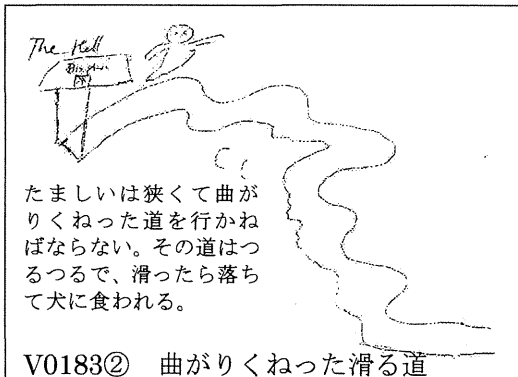 The Hell
たましいは狭くて曲が
りくねった道を行かね
ばならない。その道はつ
るつるで、滑ったら落ち
て犬に食われる。
V0183② 曲がりくねった滑る道